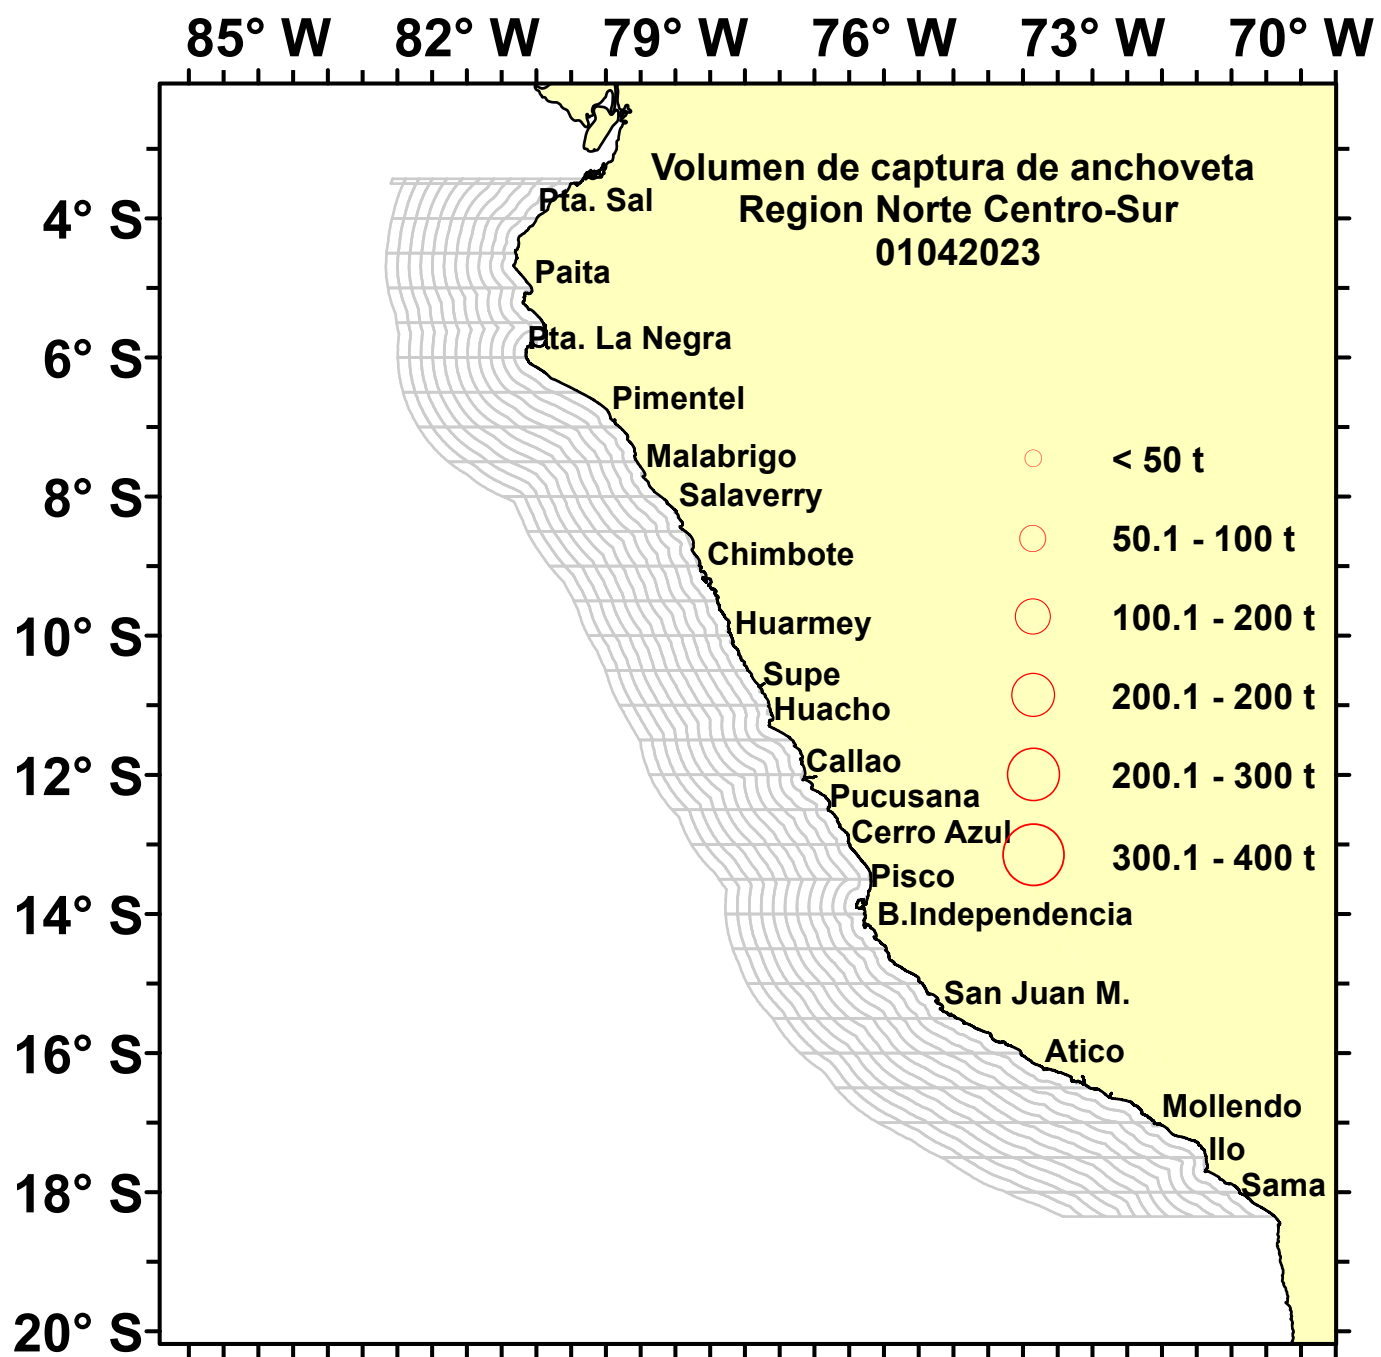 85° W 82° W 79° W 76° W 73° W 70° W
Volumen de captura de anchoveta
Region Norte Centro-Sur
01042023
4° S
6° S
8° S
10° S
12° S
14° S
16° S
18° S
20° S
Pta. Sal
Paita
Pta. La Negra
Pimentel
Malabrigo
Salaverry
Chimbote
Huarmey
Supe
Huacho
Callao
Pucusana
Cerro Azul
Pisco
B.Independencia
San Juan M.
Atico
Mollendo
Ilo
Sama
< 50 t
50.1 - 100 t
100.1 - 200 t
200.1 - 200 t
200.1 - 300 t
300.1 - 400 t